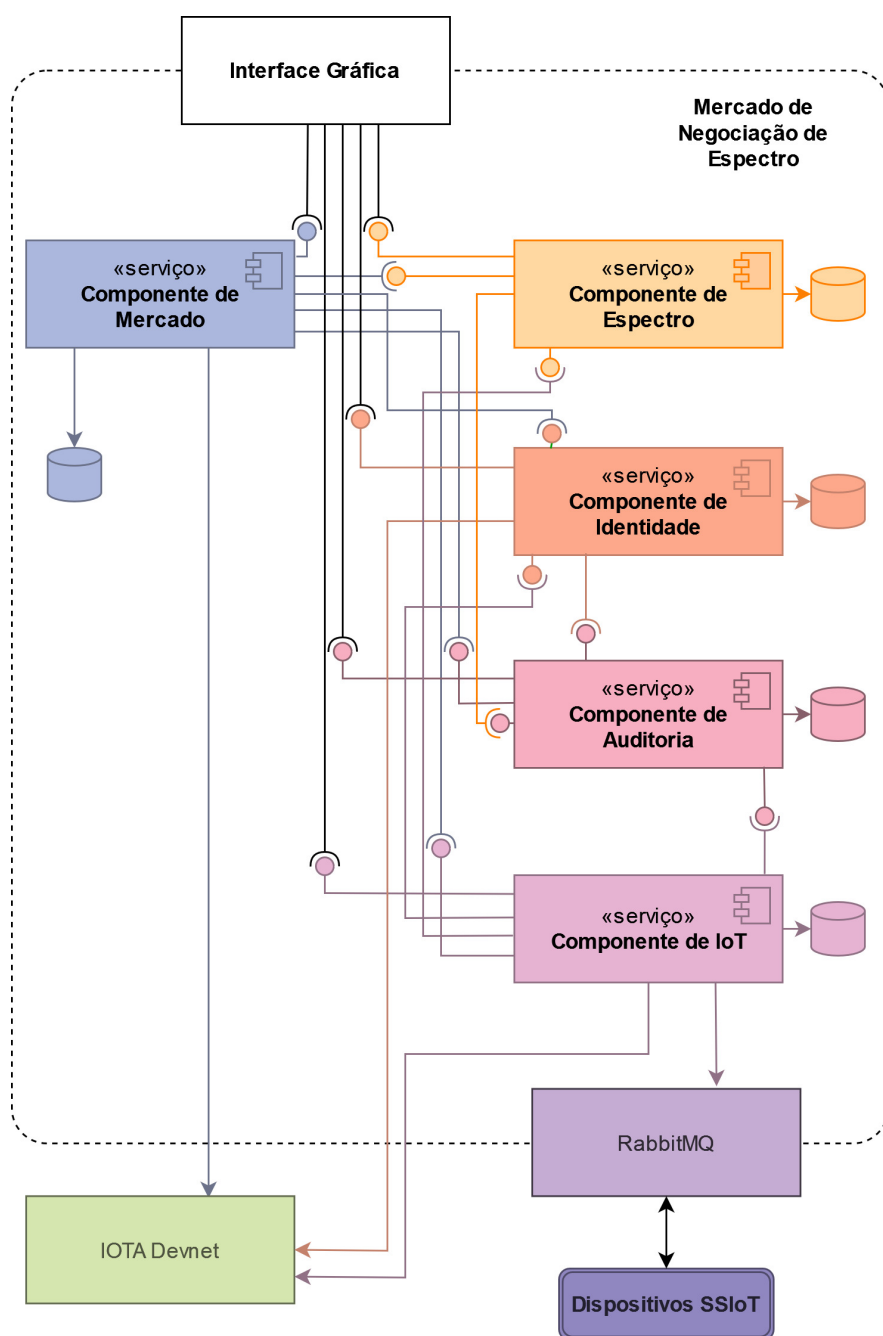 Interface Gráfica
Mercado de
Negociação de
Espectro
«serviço»
Componente de
Mercado
«serviço»
Componente de
Espectro
«serviço»
Componente de
Identidade
«serviço»
Componente de
Auditoria
«serviço»
Componente de IoT
RabbitMQ
IOTA Devnet
Dispositivos SSIoT